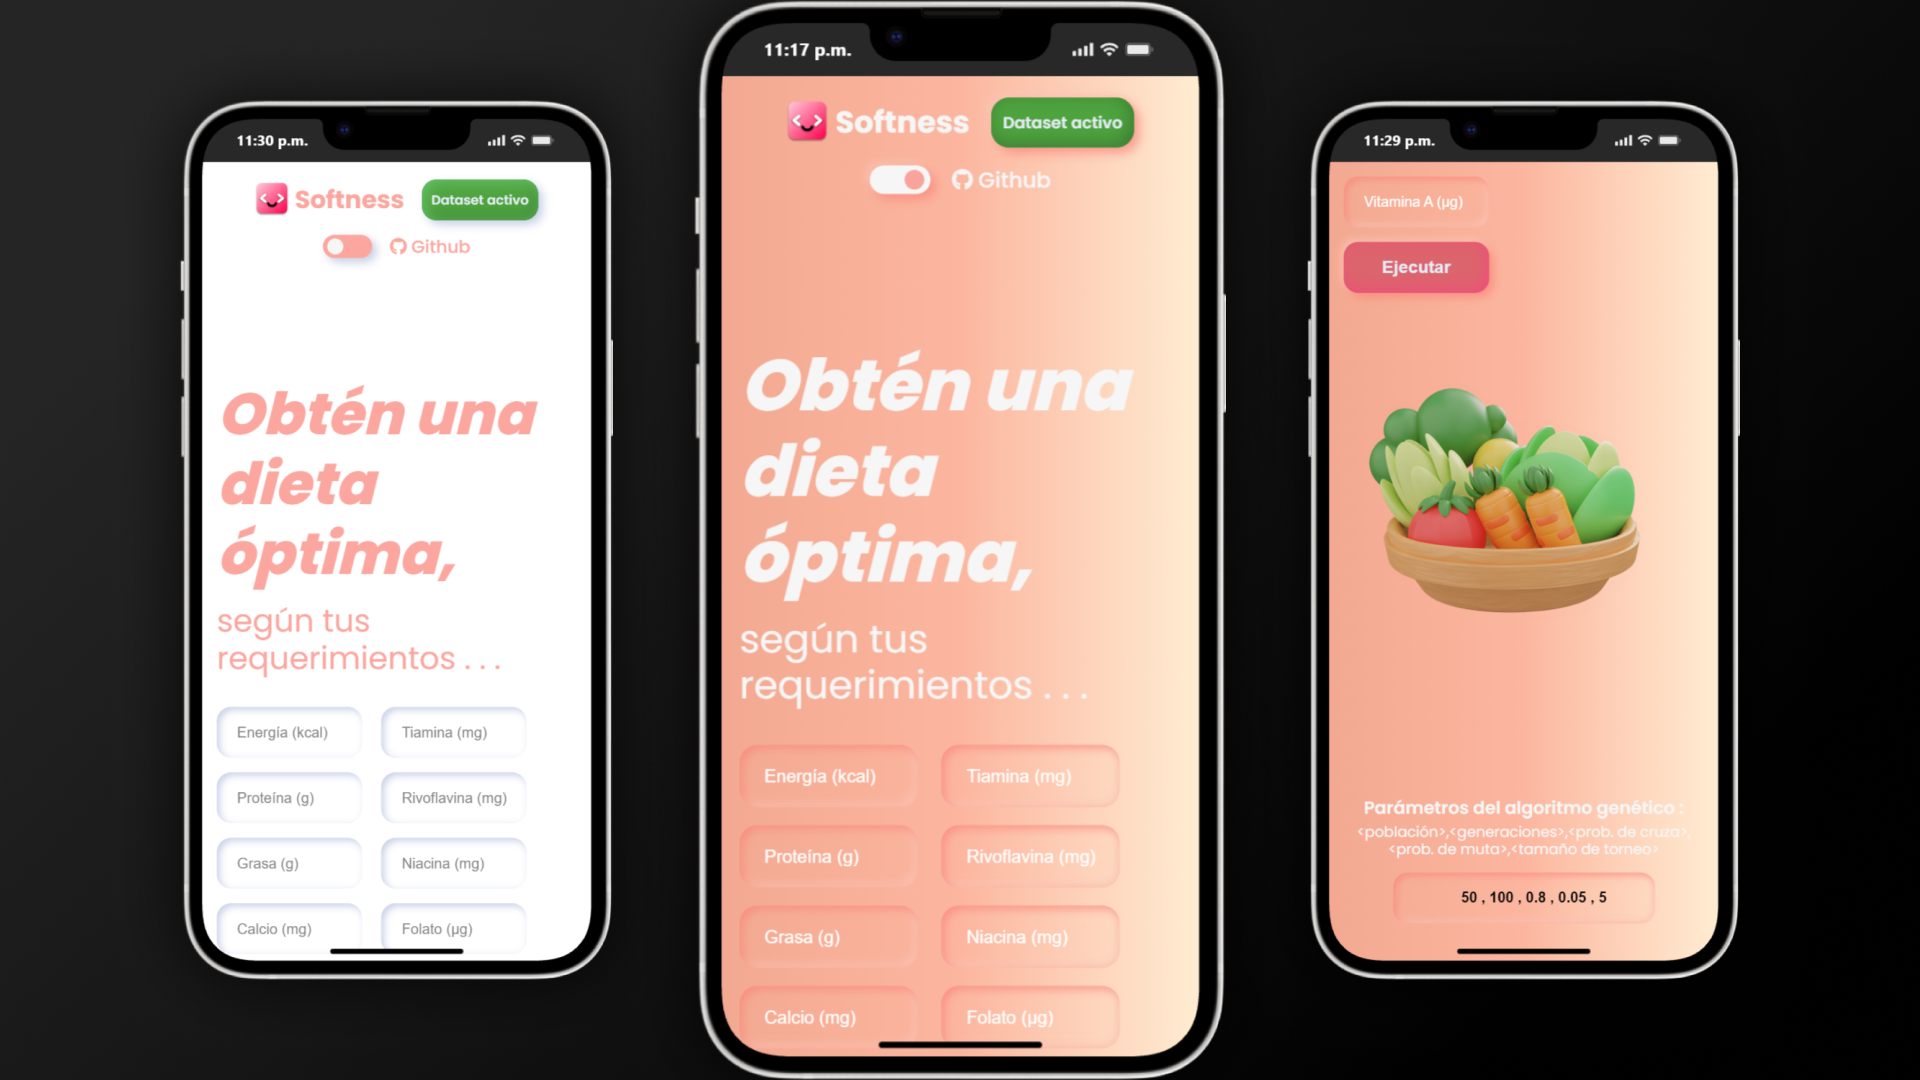 11:30 p.m.
Softness
Dataset activo
Github
Obtén una
dieta
óptima,
según tus
requerimientos . . .
Energía (kcal)
Tiamina (mg)
Proteína (g)
Rivoflavina (mg)
Grasa (g)
Niacina (mg)
Calcio (mg)
Folato (µg)
11:17 p.m.
Softness
Dataset activo
Github
Obtén una
dieta
óptima,
según tus
requerimientos . . .
Energía (kcal)
Tiamina (mg)
Proteína (g)
Rivoflavina (mg)
Grasa (g)
Niacina (mg)
Calcio (mg)
Folato (µg)
11:29 p.m.
Vitamina A (µg)
Ejecutar
Parámetros del algoritmo genético :
<población>,<generaciones>,<prob. de cruza>,
<prob. de muta>,<tamaño de torneo>
50 , 100 , 0.8 , 0.05 , 5